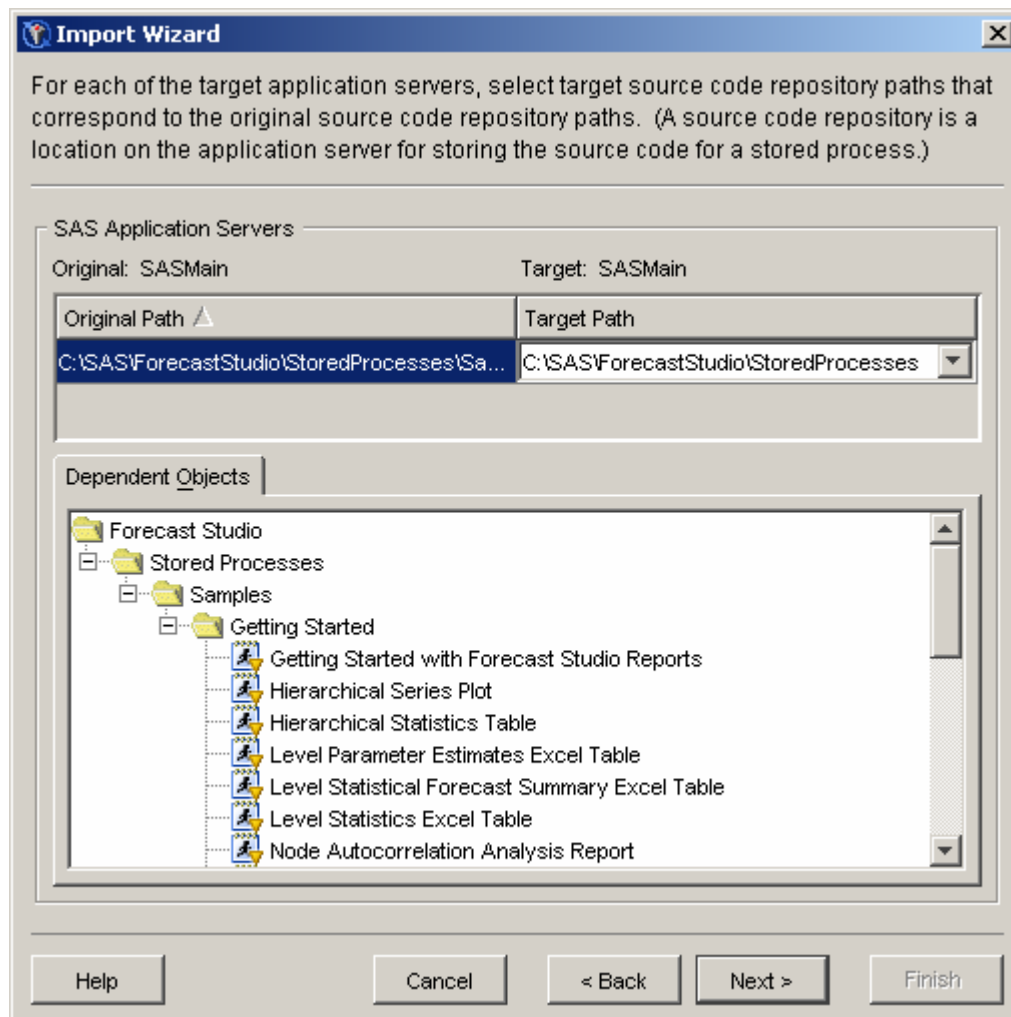 Import Wizard
For each of the target application servers, select target source code repository paths that
correspond to the original source code repository paths. (A source code repository is a
location on the application server for storing the source code for a stored process.)
SAS Application Servers
Original: SASMain Target: SASMain
Original Path Target Path
C:\SAS\ForecastStudio\StoredProcesses\Sa... C:\SAS\ForecastStudio\StoredProcesses
Dependent Objects
Forecast Studio
Stored Processes
Samples
Getting Started
Getting Started with Forecast Studio Reports
Hierarchical Series Plot
Hierarchical Statistics Table
Level Parameter Estimates Excel Table
Level Statistical Forecast Summary Excel Table
Level Statistics Excel Table
Node Autocorrelation Analysis Report
Help Cancel < Back Next > Finish